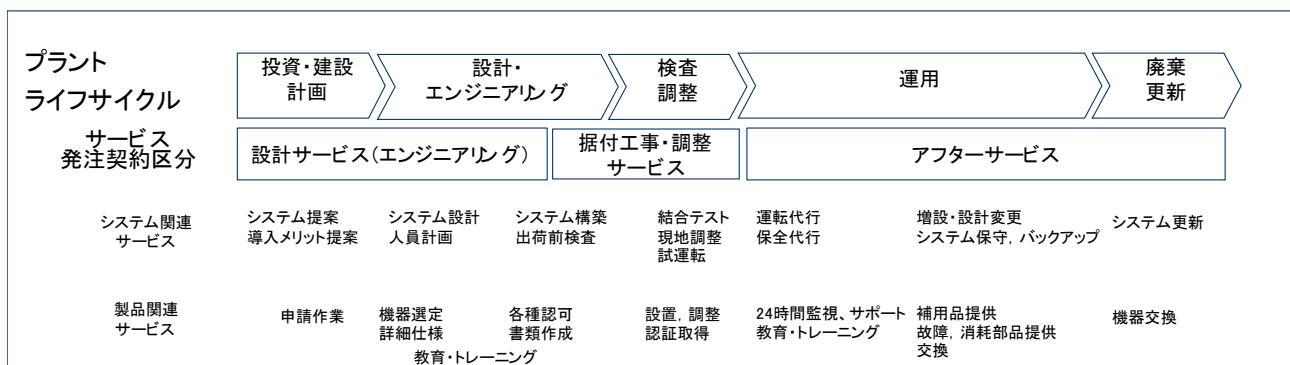 プラント
ライフサイクル
投資・建設
計画
設計・
エンジニアリング
検査
調整
運用
廃棄
更新
サービス
発注契約区分
設計サービス(エンジニアリング)
据付工事・調整
サービス
アフターサービス
システム関連
サービス
システム提案
導入メリット提案
システム設計
人員計画
システム構築
出荷前検査
結合テスト
現地調整
試運転
運転代行
保全代行
増設・設計変更
システム保守, バックアップ
システム更新
製品関連
サービス
申請作業
機器選定
詳細仕様
各種認可
書類作成
教育・トレーニング
設置, 調整
認証取得
24時間監視、サポート
教育・トレーニング
補用品提供
故障, 消耗部品提供
交換
機器交換